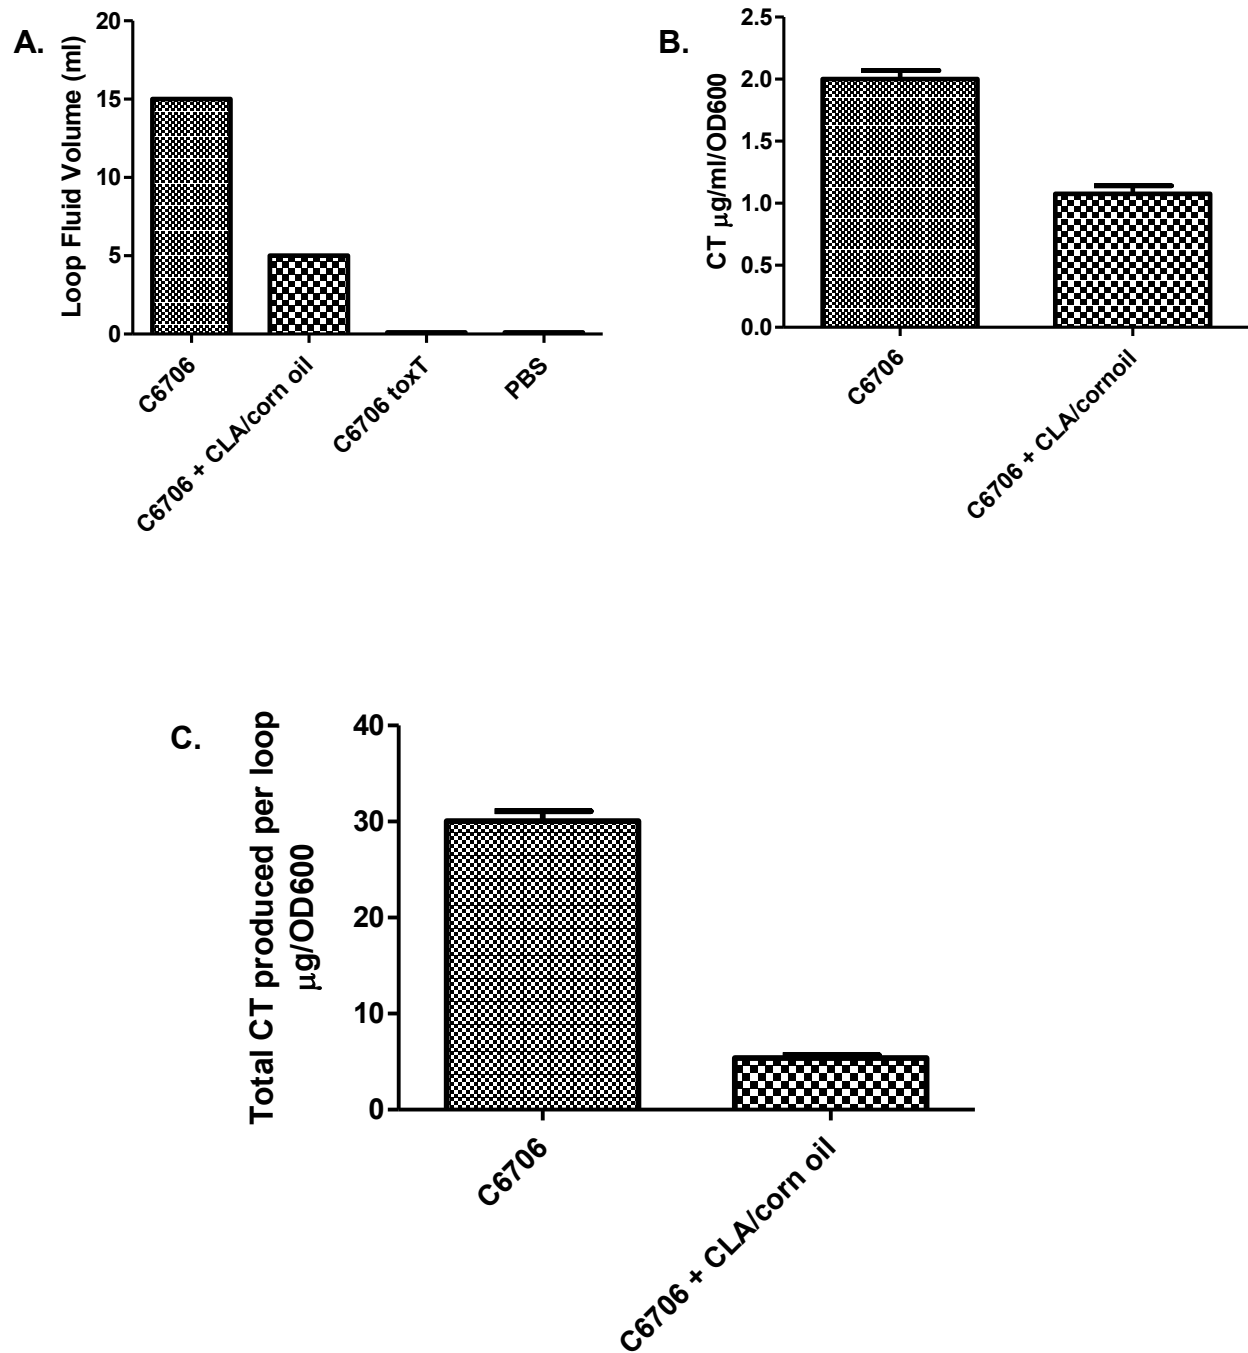 A.
Loop Fluid Volume (ml)
20
15
10
5
0
C6706
C6706 + CLA/corn oil
C6706 toxT
PBS
B.
CT μg/ml/OD600
2.5
2.0
1.5
1.0
0.5
0.0
C6706
C6706 + CLA/cornoil
C.
Total CT produced per loop
μg/OD600
40
30
20
10
0
C6706
C6706 + CLA/corn oil